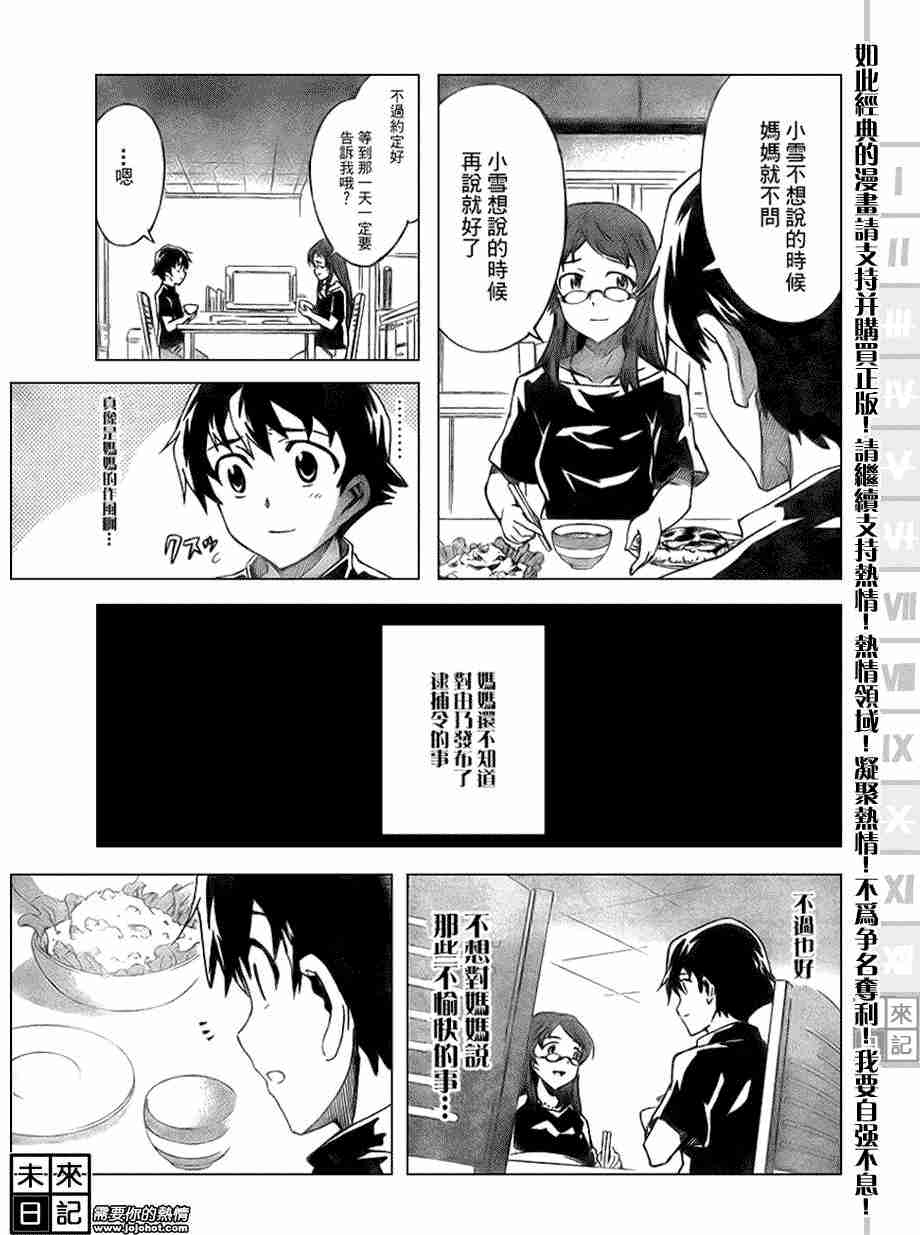 小雪不想說的時候
媽媽就不問
小雪想說的時候
再說就好了
不過約定好
等到那一天一定要
告訴我哦？
…嗯
………
真像是媽媽的作風啊…
クスッ
媽媽還不知道
對由乃發布了
逮捕令的事
不過也好
不想對媽媽說
那些不愉快的事…
如此經典的漫畫請支持并購買正版！請繼續支持熱情！熱情領域！凝聚熱情！不爲争名奪利！我要自强不息！
I
II
III
IV
V
VI
VII
VIII
IX
X
XI
XII
來
記
未來
日記
需要你的熱情
www.jojohot.com